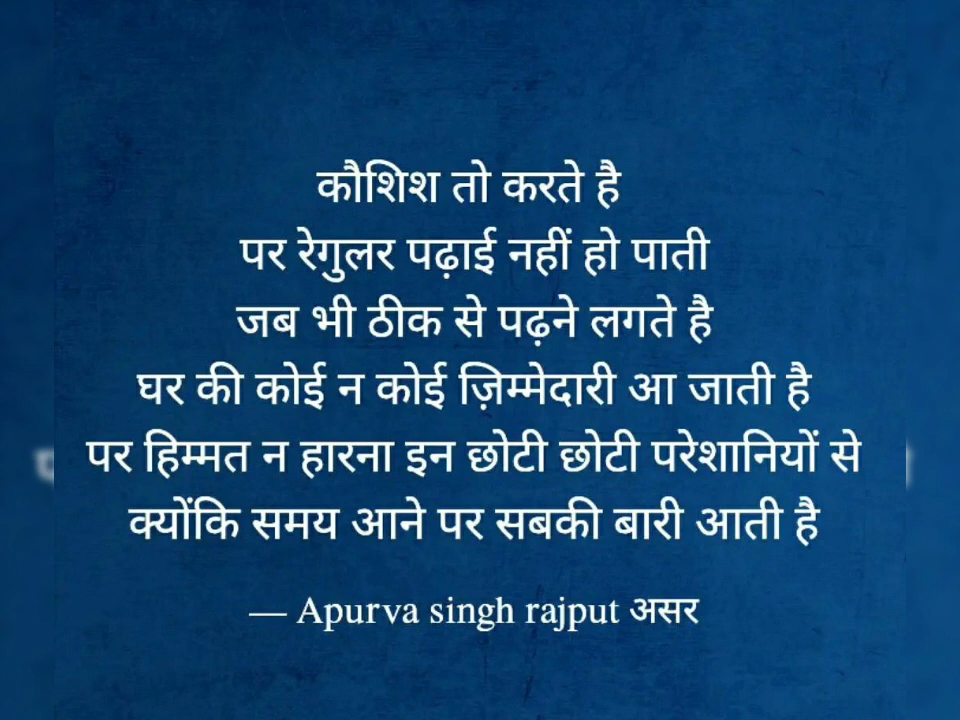 कौशिश तो करते है
पर रेगुलर पढ़ाई नहीं हो पाती
जब भी ठीक से पढ़ने लगते है
घर की कोई न कोई ज़िम्मेदारी आ जाती है
पर हिम्मत न हारना इन छोटी छोटी परेशानियों से
क्योंकि समय आने पर सबकी बारी आती है
— Apurva singh rajput असर